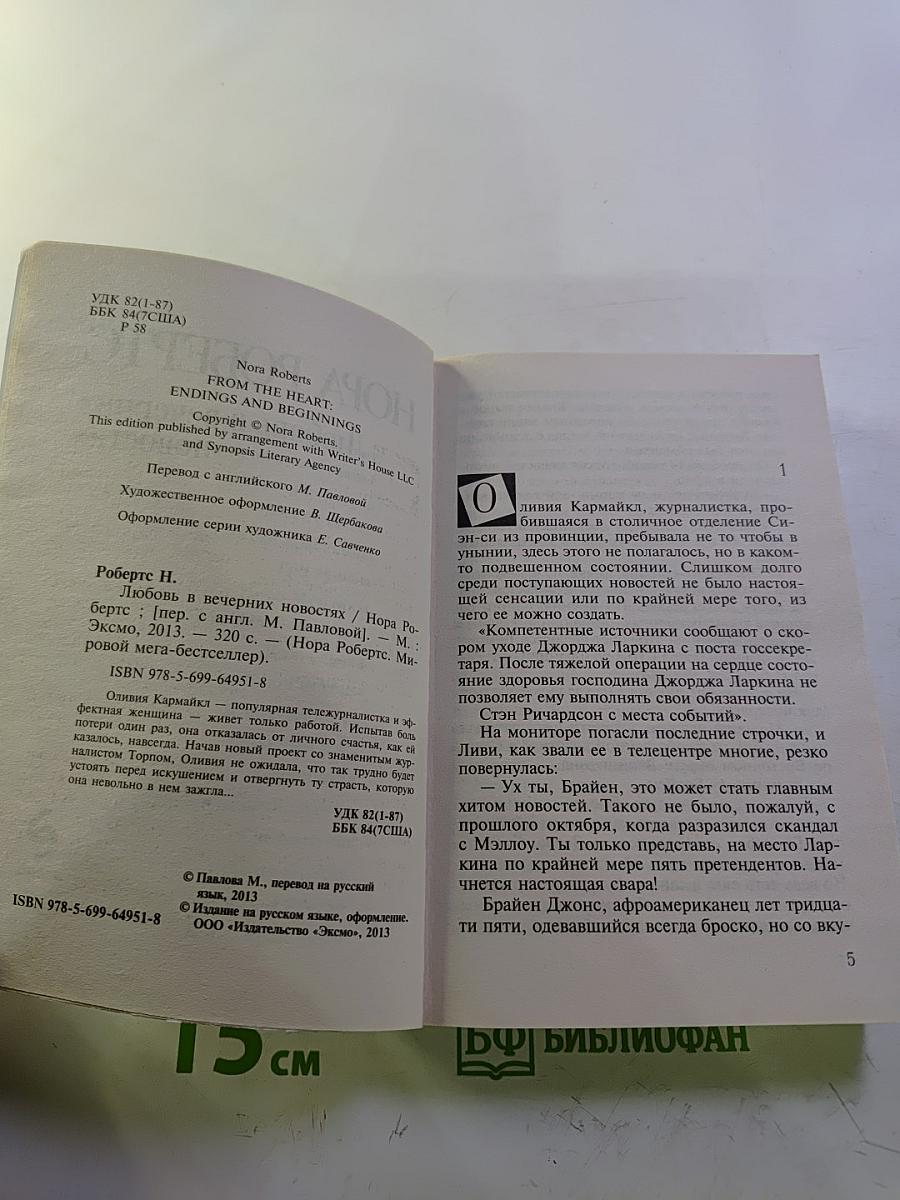 УДК 82(1-87)
ББК 84(7США)
Р 58
Nora Roberts
FROM THE HEART:
ENDINGS AND BEGINNINGS
Copyright © Nora Roberts.
This edition published by arrangement with Writer's House LLC
and Synopsis Literary Agency
Перевод с английского М. Павловой
Художественное оформление В. Щербакова
Оформление серии художника Е. Савченко
Робертс Н.
Любовь в вечерних новостях / Нора Ро-
бертс ; [пер. с англ. М. Павловой]. — М. :
Эксмо, 2013. — 320 с. — (Нора Робертс. Ми-
ровой мега-бестселлер).
ISBN 978-5-699-64951-8
Оливия Кармайкл — популярная тележурналистка и эф-
фектная женщина — живет только работой. Испытав боль
потери один раз, она отказалась от личного счастья, как ей
казалось, навсегда. Начав новый проект со знаменитым жур-
налистом Торпом, Оливия не ожидала, что так трудно будет
устоять перед искушением и отвергнуть ту страсть, которую
она невольно в нем зажгла...
УДК 82(1-87)
ББК 84(7США)
© Павлова М., перевод на русский
язык, 2013
© Издание на русском языке, оформление.
ООО «Издательство «Эксмо», 2013
ISBN 978-5-699-64951-8
1
Оливия Кармайкл, журналистка, про-
бившаяся в столичное отделение Си-
эн-си из провинции, пребывала не то чтобы в
унынии, здесь этого не полагалось, но в каком-
то подвешенном состоянии. Слишком долго
среди поступающих новостей не было настоя-
щей сенсации или по крайней мере того, из
чего ее можно создать.
«Компетентные источники сообщают о ско-
ром уходе Джорджа Ларкина с поста госсекре-
таря. После тяжелой операции на сердце состо-
яние здоровья господина Джорджа Ларкина не
позволяет ему выполнять свои обязанности.
Стэн Ричардсон с места событий».
На мониторе погасли последние строчки, и
Ливи, как звали ее в телецентре многие, резко
повернулась:
— Ух ты, Брайен, это может стать главным
хитом новостей. Такого не было, пожалуй, с
прошлого октября, когда разразился скандал
с Мэллоу. Ты только представь, на место Лар-
кина по крайней мере пять претендентов. На-
чнется настоящая свара!
Брайен Джонс, афроамериканец лет тридца-
ти пяти, одевавшийся всегда броско, но со вку-
5
15 см
БФ БИБЛИОФАН